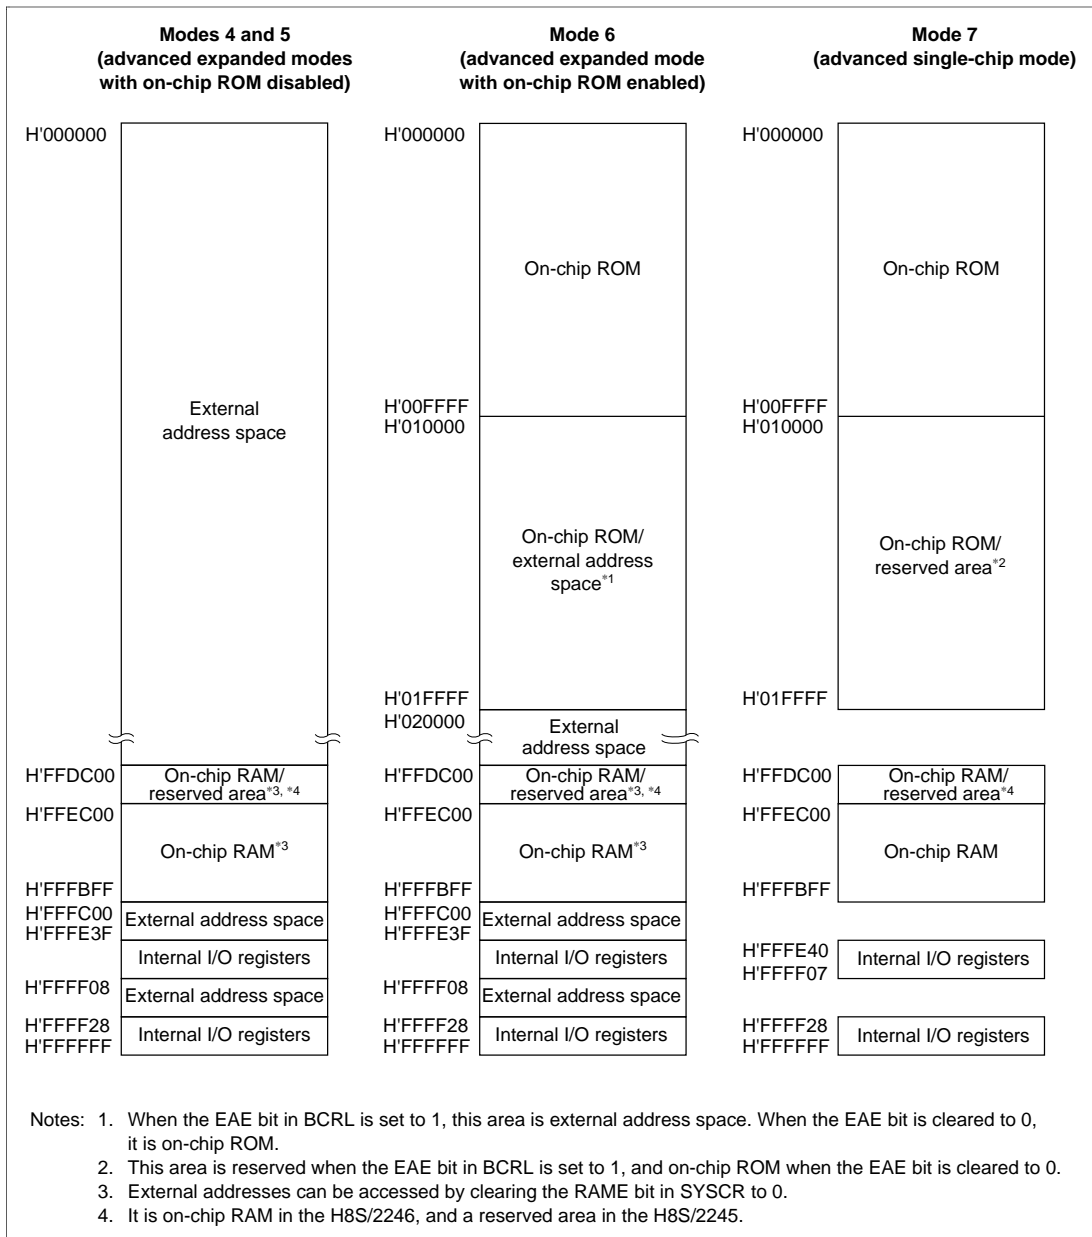 Modes 4 and 5
(advanced expanded modes
with on-chip ROM disabled)
H'000000
External
address space
H'FFDC00
On-chip RAM/
reserved area*3, *4
H'FFEC00
On-chip RAM*3
H'FFFBFF
H'FFFC00
External address space
H'FFFE3F
Internal I/O registers
H'FFFF08
External address space
H'FFFF28
Internal I/O registers
H'FFFFFF
Mode 6
(advanced expanded mode
with on-chip ROM enabled)
H'000000
On-chip ROM
H'00FFFF
H'010000
On-chip ROM/
external address
space*1
H'01FFFF
H'020000
External
address space
H'FFDC00
On-chip RAM/
reserved area*3, *4
H'FFEC00
On-chip RAM*3
H'FFFBFF
H'FFFC00
External address space
H'FFFE3F
Internal I/O registers
H'FFFF08
External address space
H'FFFF28
Internal I/O registers
H'FFFFFF
Mode 7
(advanced single-chip mode)
H'000000
On-chip ROM
H'00FFFF
H'010000
On-chip ROM/
reserved area*2
H'01FFFF
H'FFDC00
On-chip RAM/
reserved area*4
H'FFEC00
On-chip RAM
H'FFFBFF
H'FFFE40
Internal I/O registers
H'FFFF07
H'FFFF28
Internal I/O registers
H'FFFFFF
Notes: 1. When the EAE bit in BCRL is set to 1, this area is external address space. When the EAE bit is cleared to 0,
it is on-chip ROM.
2. This area is reserved when the EAE bit in BCRL is set to 1, and on-chip ROM when the EAE bit is cleared to 0.
3. External addresses can be accessed by clearing the RAME bit in SYSCR to 0.
4. It is on-chip RAM in the H8S/2246, and a reserved area in the H8S/2245.